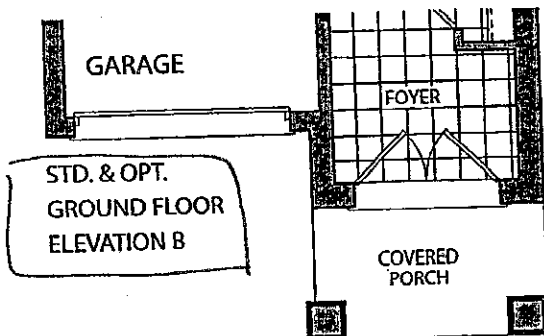 GARAGE
FOYER
STD. & OPT.
GROUND FLOOR
ELEVATION B
COVERED
PORCH